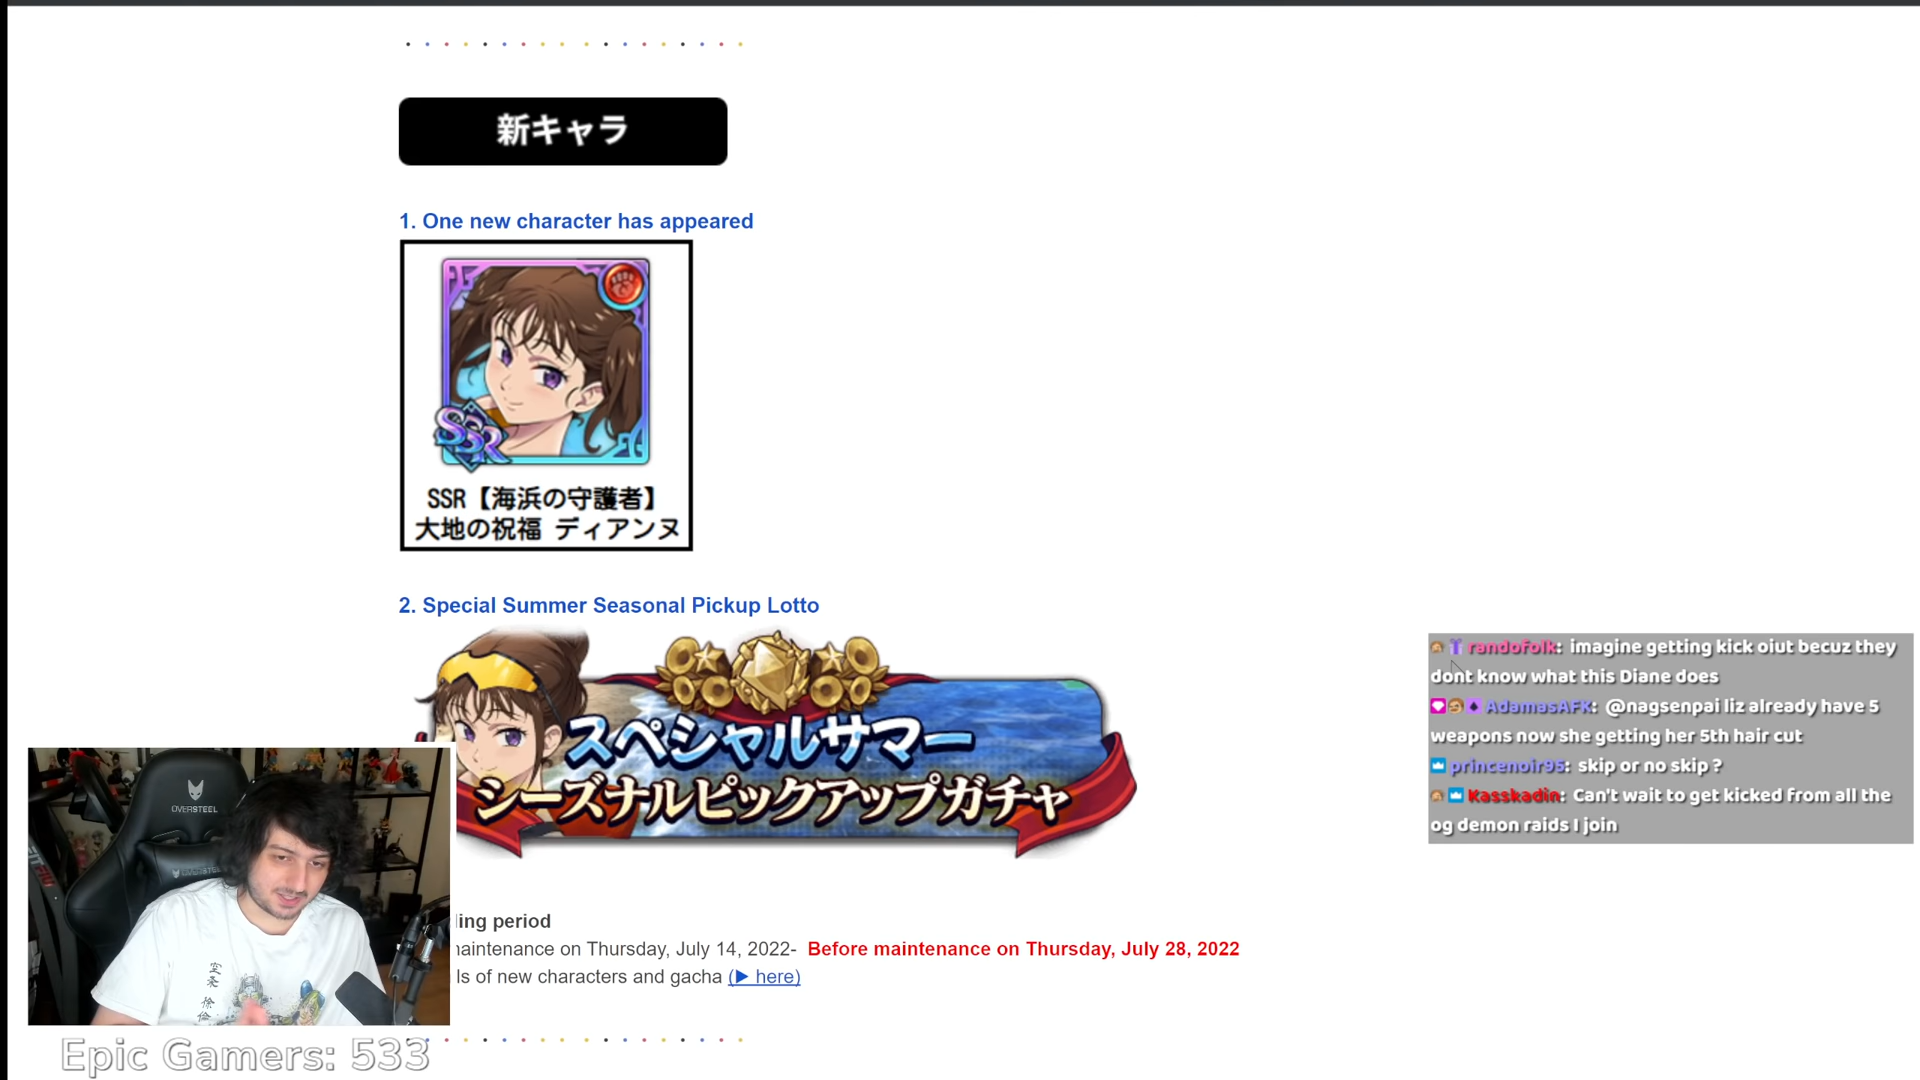 新キャラ
1. One new character has appeared
SSR
SSR【海浜の守護者】
大地の祝福 ディアンヌ
2. Special Summer Seasonal Pickup Lotto
スペシャルサマー
シーズナルピックアップガチャ
ling period
aintenance on Thursday, July 14, 2022- Before maintenance on Thursday, July 28, 2022
ls of new characters and gacha (▶ here)
randofolk: imagine getting kick oiut becuz they
dont know what this Diane does
AdamasAFK: @nagsenpai liz already have 5
weapons now she getting her 5th hair cut
princenoir95: skip or no skip ?
Kasskadin: Can't wait to get kicked from all the
og demon raids I join
OVERSTEEL
Epic Gamers: 533